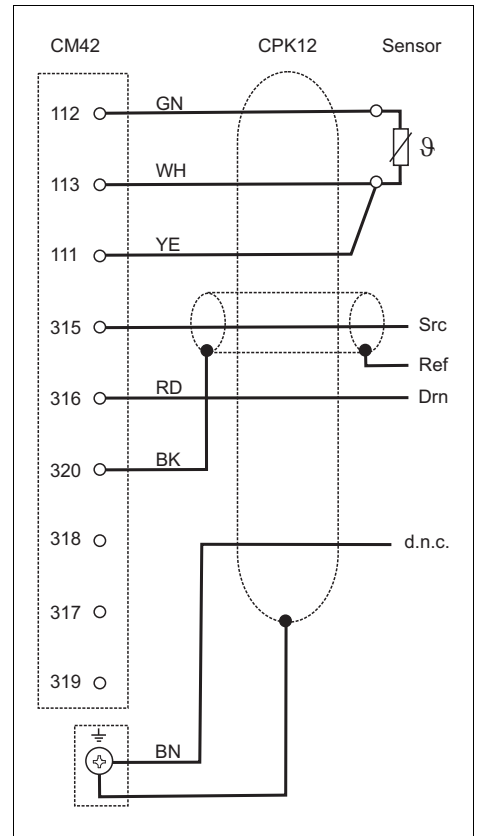 CM42 CPK12 Sensor
112 GN
ϑ
113 WH
111 YE
315 Src
Ref
316 RD Drn
320 BK
318 d.n.c.
317
319
BN